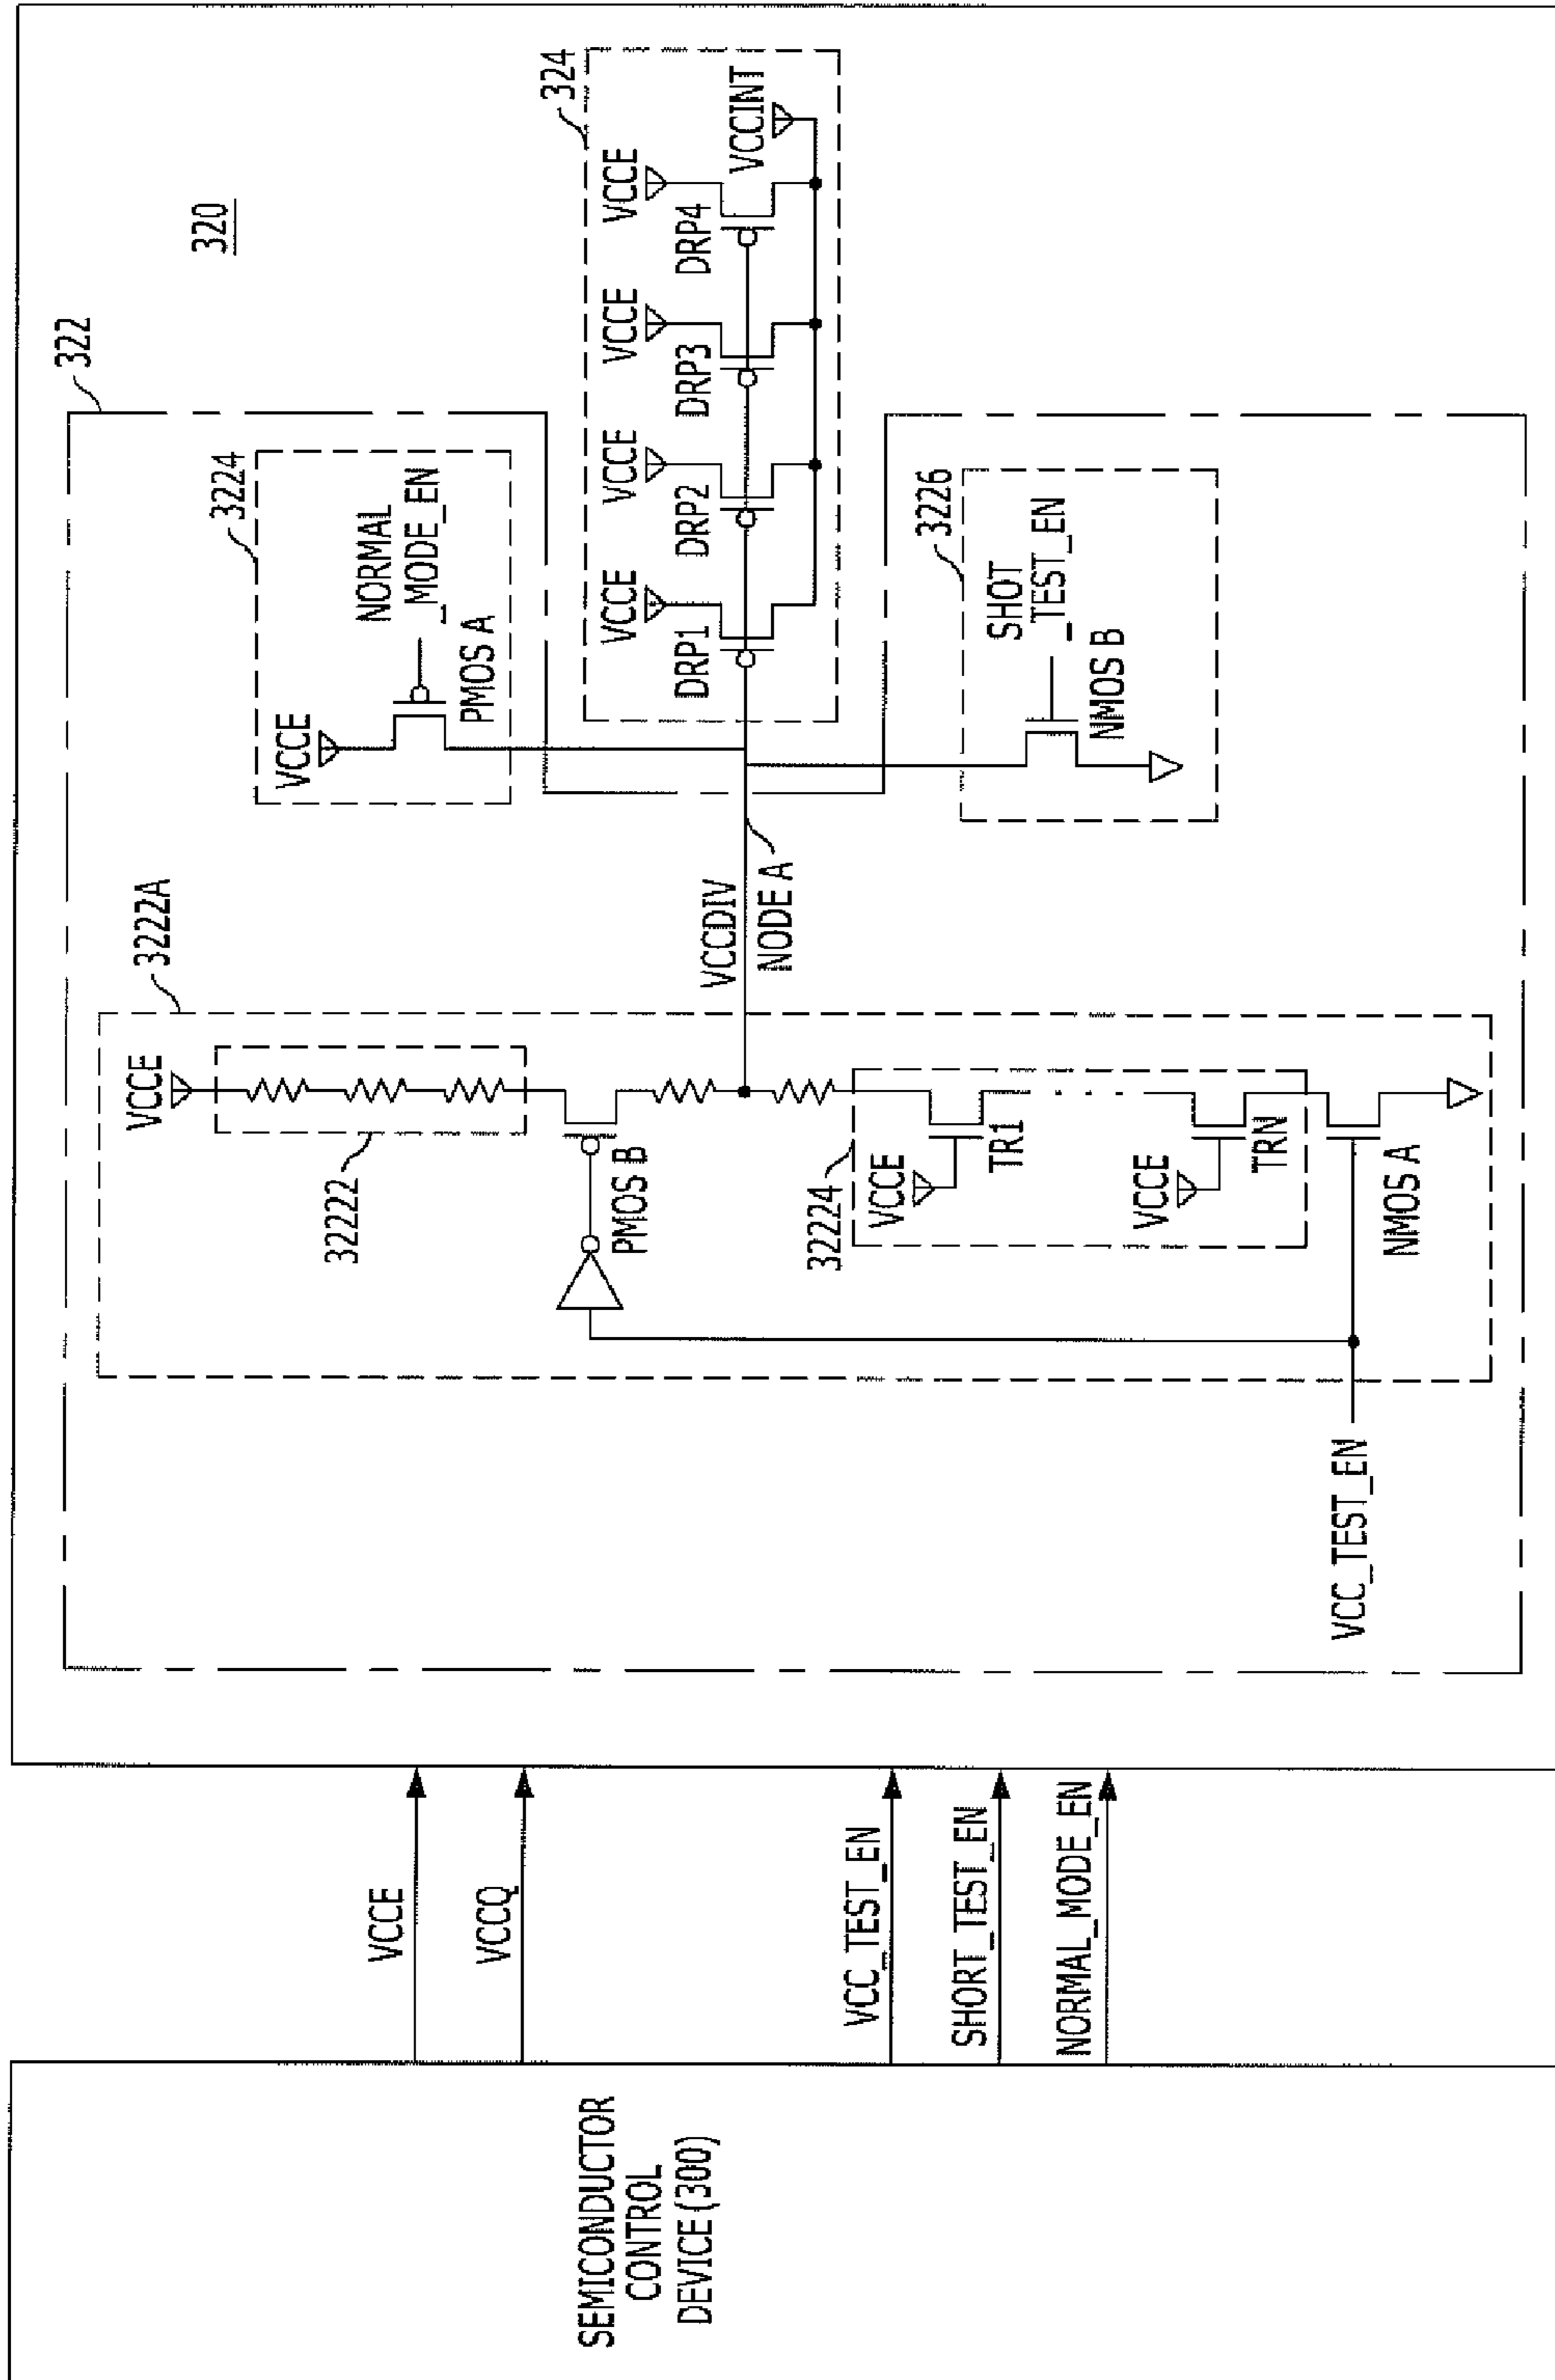 SEMICONDUCTOR
CONTROL
DEVICE (300)
VCCE
VCCQ
VCC_TEST_EN
SHORT_TEST_EN
NORMAL_MODE_EN
320
322
3222A
VCCE
32222
PMOS B
32224
VCCE
TR1
VCCE
TRN
NMOS A
VCC_TEST_EN
VCCDIV
NODE A
3224
VCCE
NORMAL
_MODE_EN
PMOS A
324
VCCE
VCCE
VCCE
VCCE
DRP1
DRP2
DRP3
DRP4
VCCINT
3226
SHOT
_TEST_EN
NMOS B